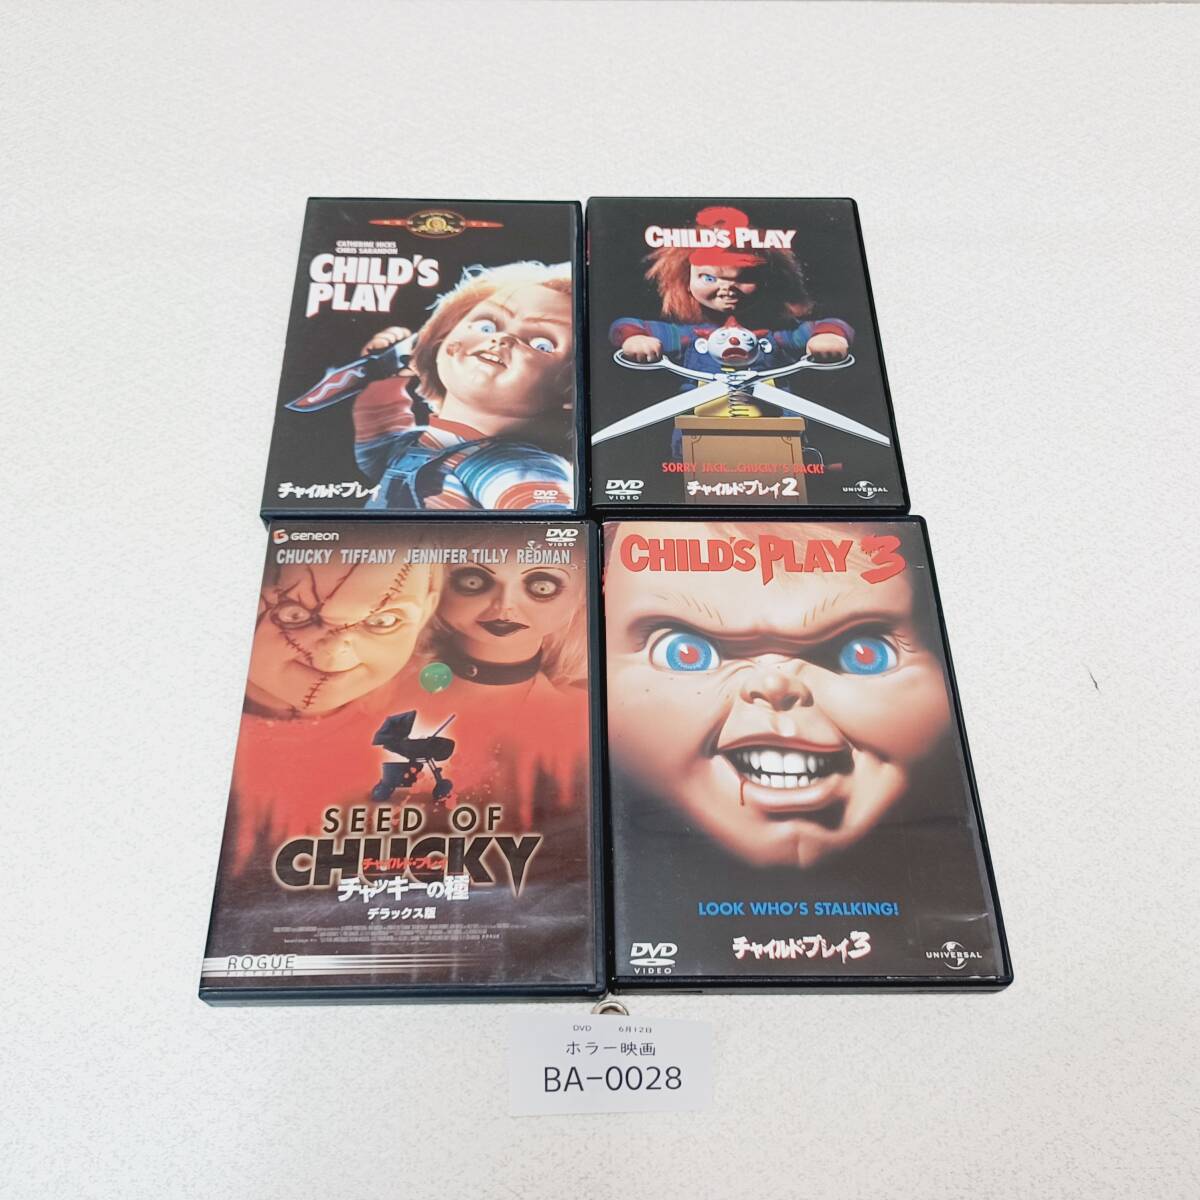 CATHERINE HICKS
CHRIS SARANDON
CHILD'S
PLAY
チャイルド・プレイ
DVD
VIDEO
2
CHILD'S PLAY
SORRY JACK...CHUCKY'S BACK!
DVD
VIDEO
チャイルド・プレイ2
UNIVERSAL
GENEON
DVD
VIDEO
CHUCKY TIFFANY JENNIFER TILLY REDMAN
SEED OF
CHUCKY
チャイルド・プレイ
チャッキーの種
デラックス版
ROGUE
PICTURES
CHILD'S PLAY 3
LOOK WHO'S STALKING!
DVD
VIDEO
チャイルド・プレイ3
UNIVERSAL
DVD 6月12日
ホラー映画
BA-0028